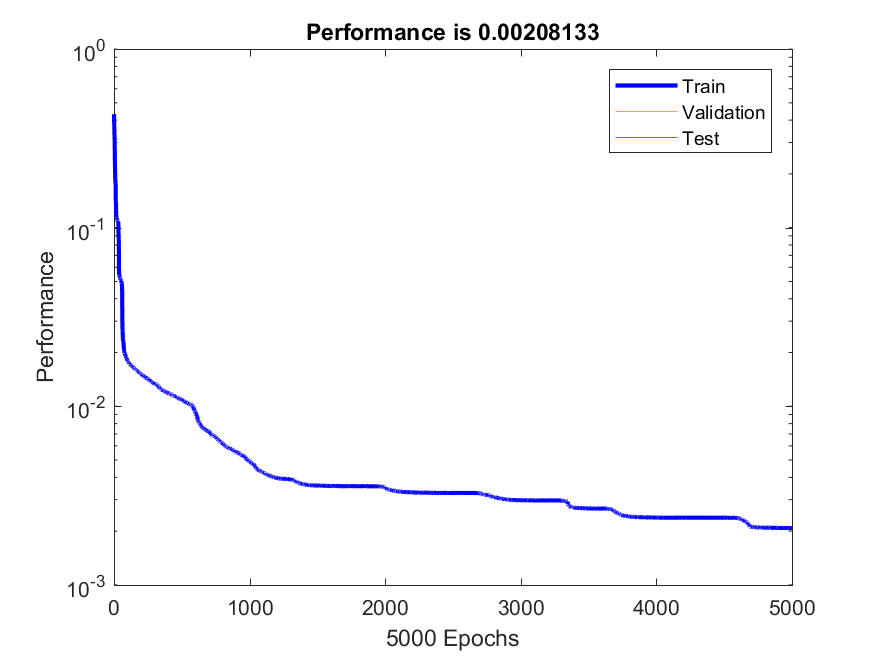 Performance is 0.00208133
10^0
10^-1
10^-2
10^-3
Performance
Train
Validation
Test
0
1000
2000
3000
4000
5000
5000 Epochs